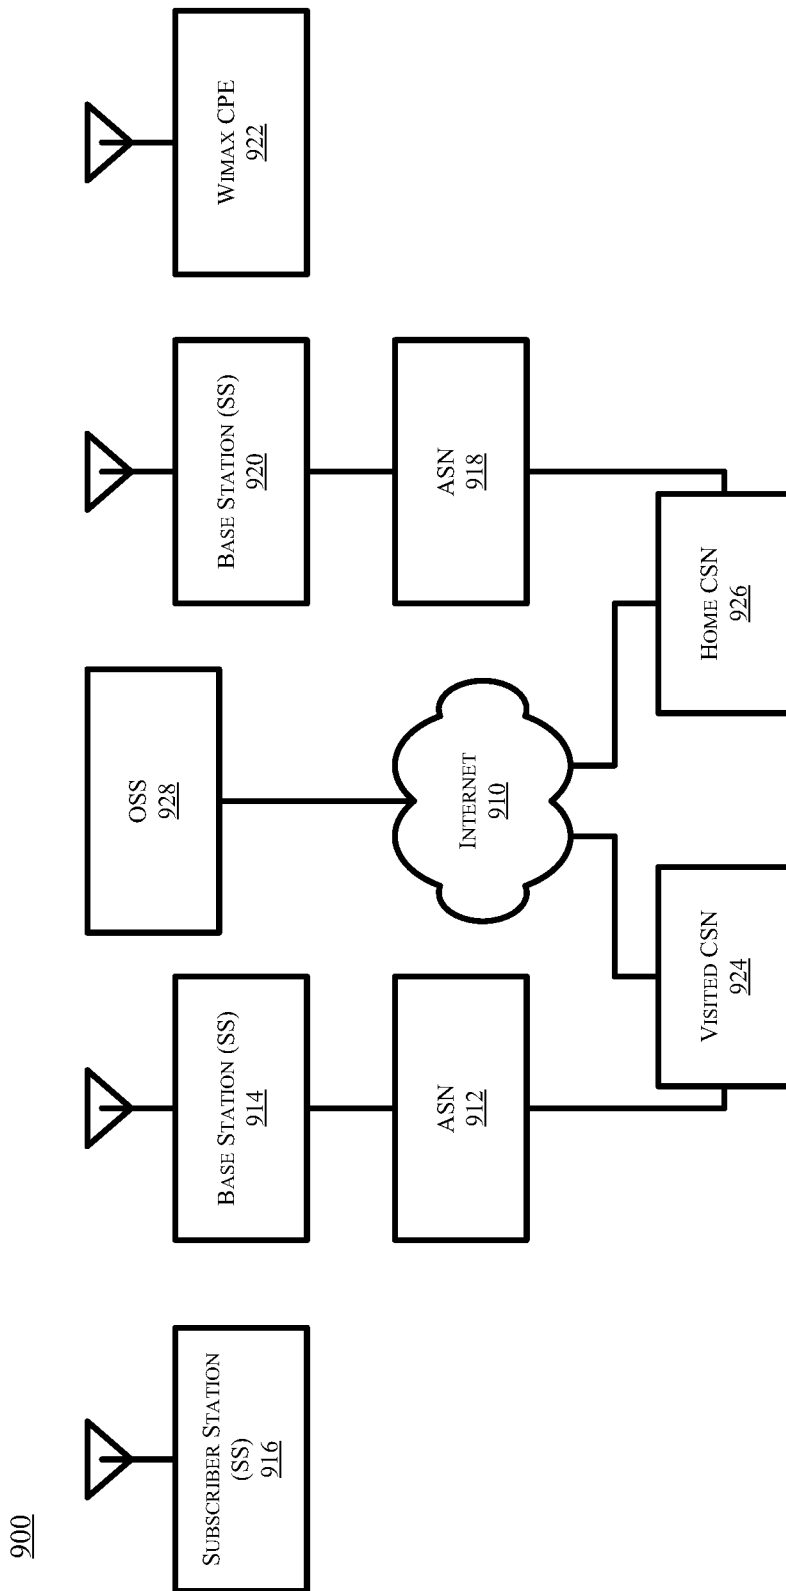 900
SUBSCRIBER STATION
(SS)
916
BASE STATION (SS)
914
OSS
928
BASE STATION (SS)
920
WIMAX CPE
922
ASN
912
INTERNET
910
ASN
918
VISITED CSN
924
HOME CSN
926